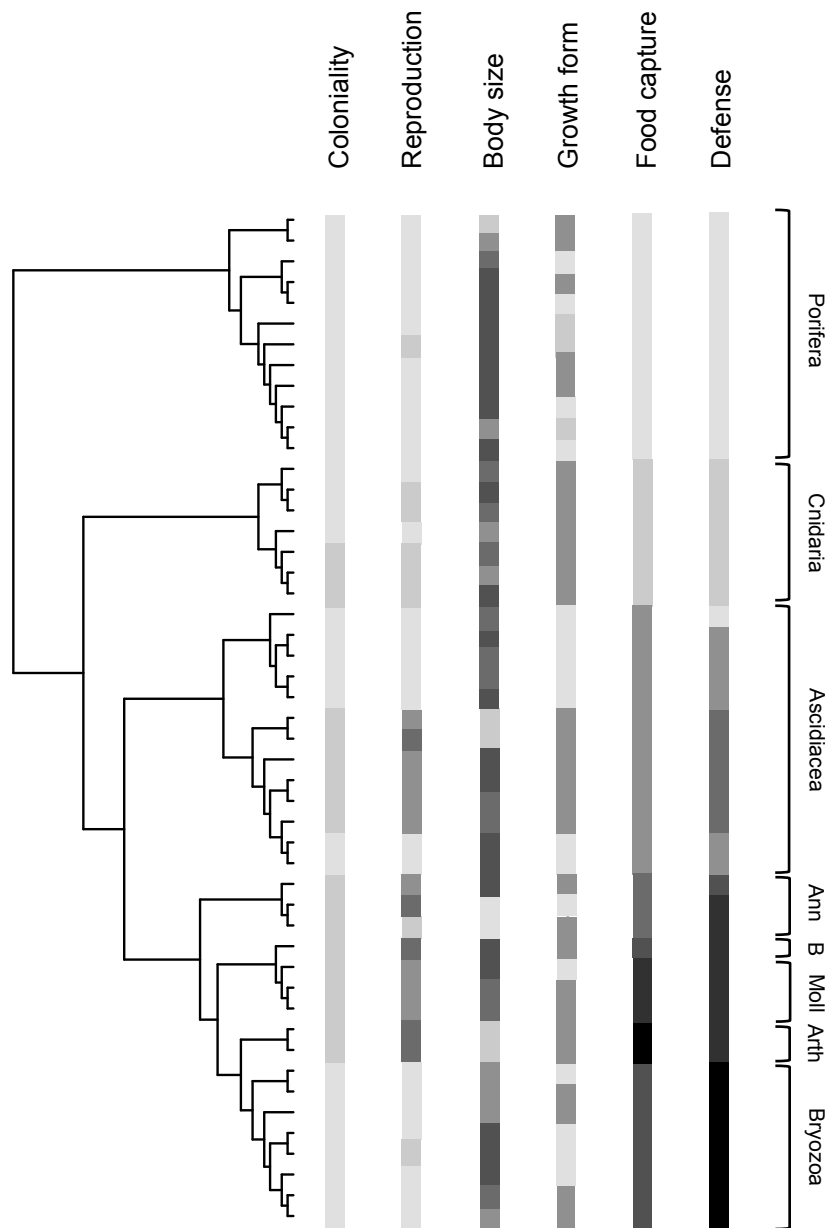 Coloniality
Reproduction
Body size
Growth form
Food capture
Defense
Porifera
Cnidaria
Ascidiacea
Ann
B
Moll
Arth
Bryozoa